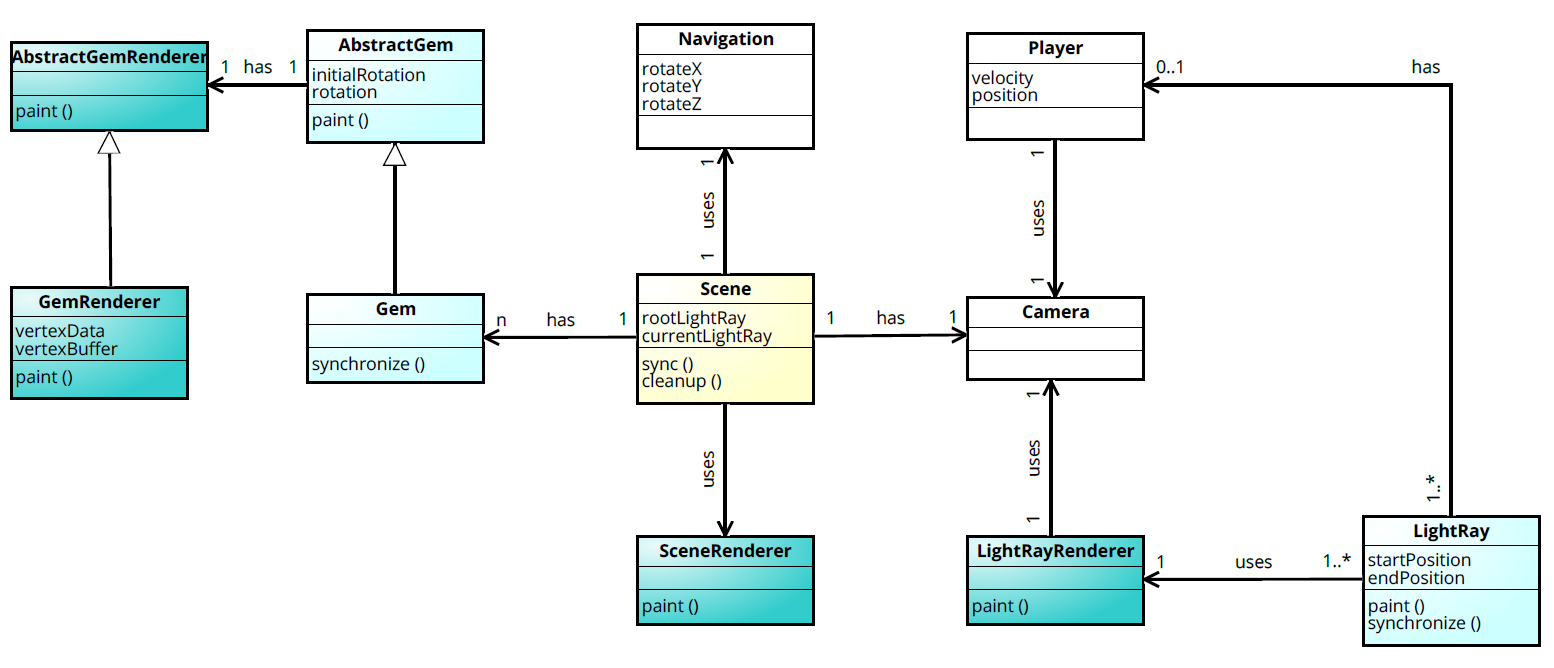 AbstractGemRenderer
paint ()
1 has 1
AbstractGem
initialRotation
rotation
paint ()
Navigation
rotateX
rotateY
rotateZ
Player
velocity
position
0..1
has
1
uses
1
1
uses
1
GemRenderer
vertexData
vertexBuffer
paint ()
Gem
synchronize ()
n has 1
Scene
rootLightRay
currentLightRay
sync ()
cleanup ()
1 has 1
Camera
uses
1
uses
1
1..*
SceneRenderer
paint ()
LightRayRenderer
paint ()
1 uses 1..*
LightRay
startPosition
endPosition
paint ()
synchronize ()